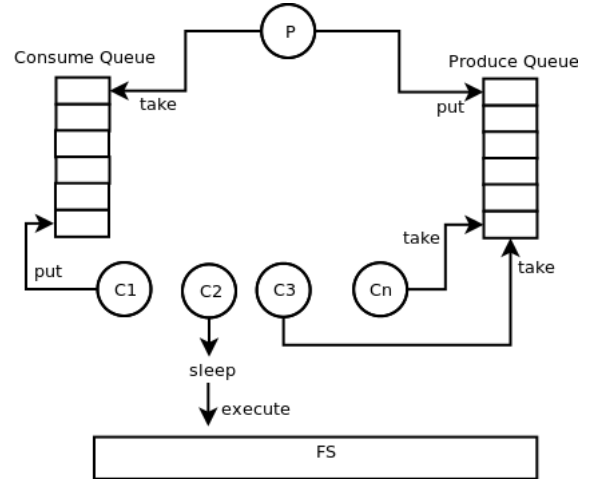 P
Consume Queue
Produce Queue
take
put
take
put
take
C1
C2
C3
Cn
sleep
execute
FS